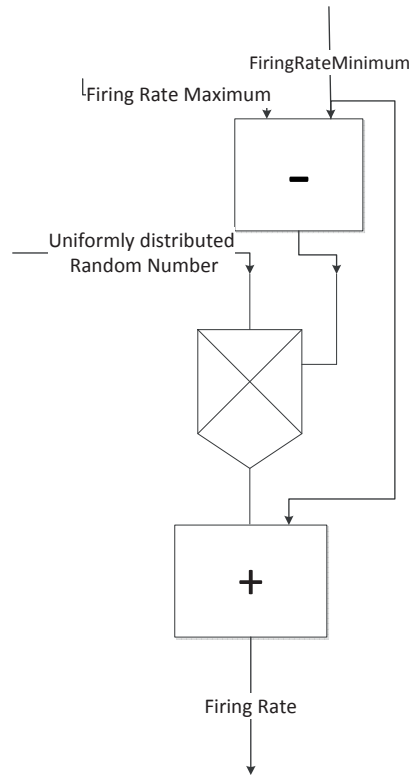 FiringRateMinimum
Firing Rate Maximum
-
Uniformly distributed
Random Number
+
Firing Rate